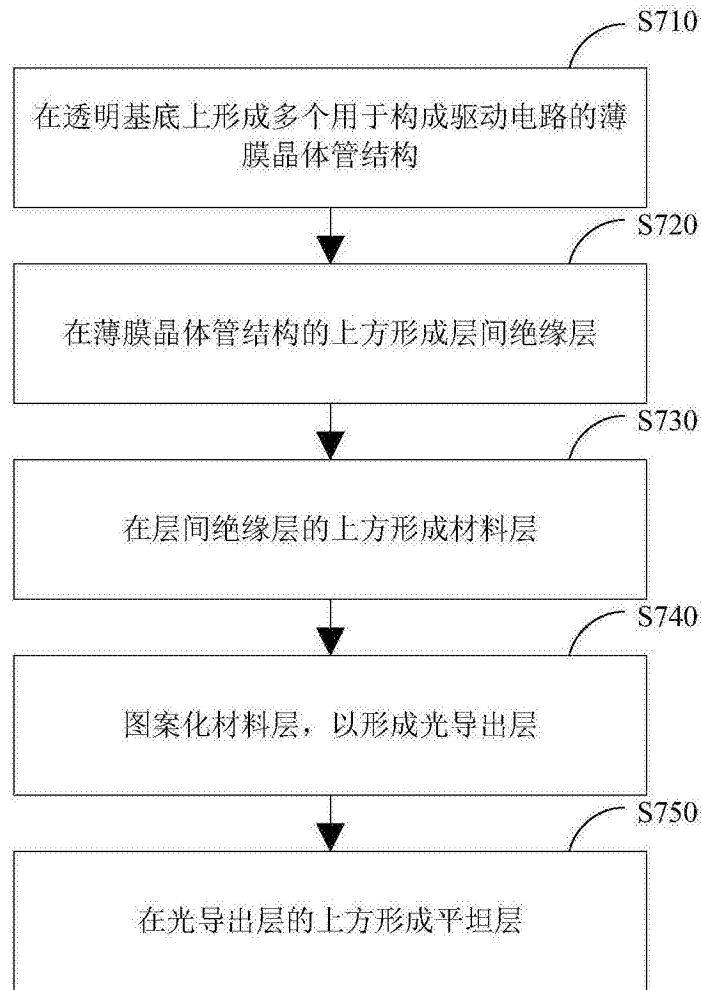 S710
在透明基底上形成多个用于构成驱动电路的薄
膜晶体管结构
S720
在薄膜晶体管结构的上方形成层间绝缘层
S730
在层间绝缘层的上方形成材料层
S740
图案化材料层，以形成光导出层
S750
在光导出层的上方形成平坦层